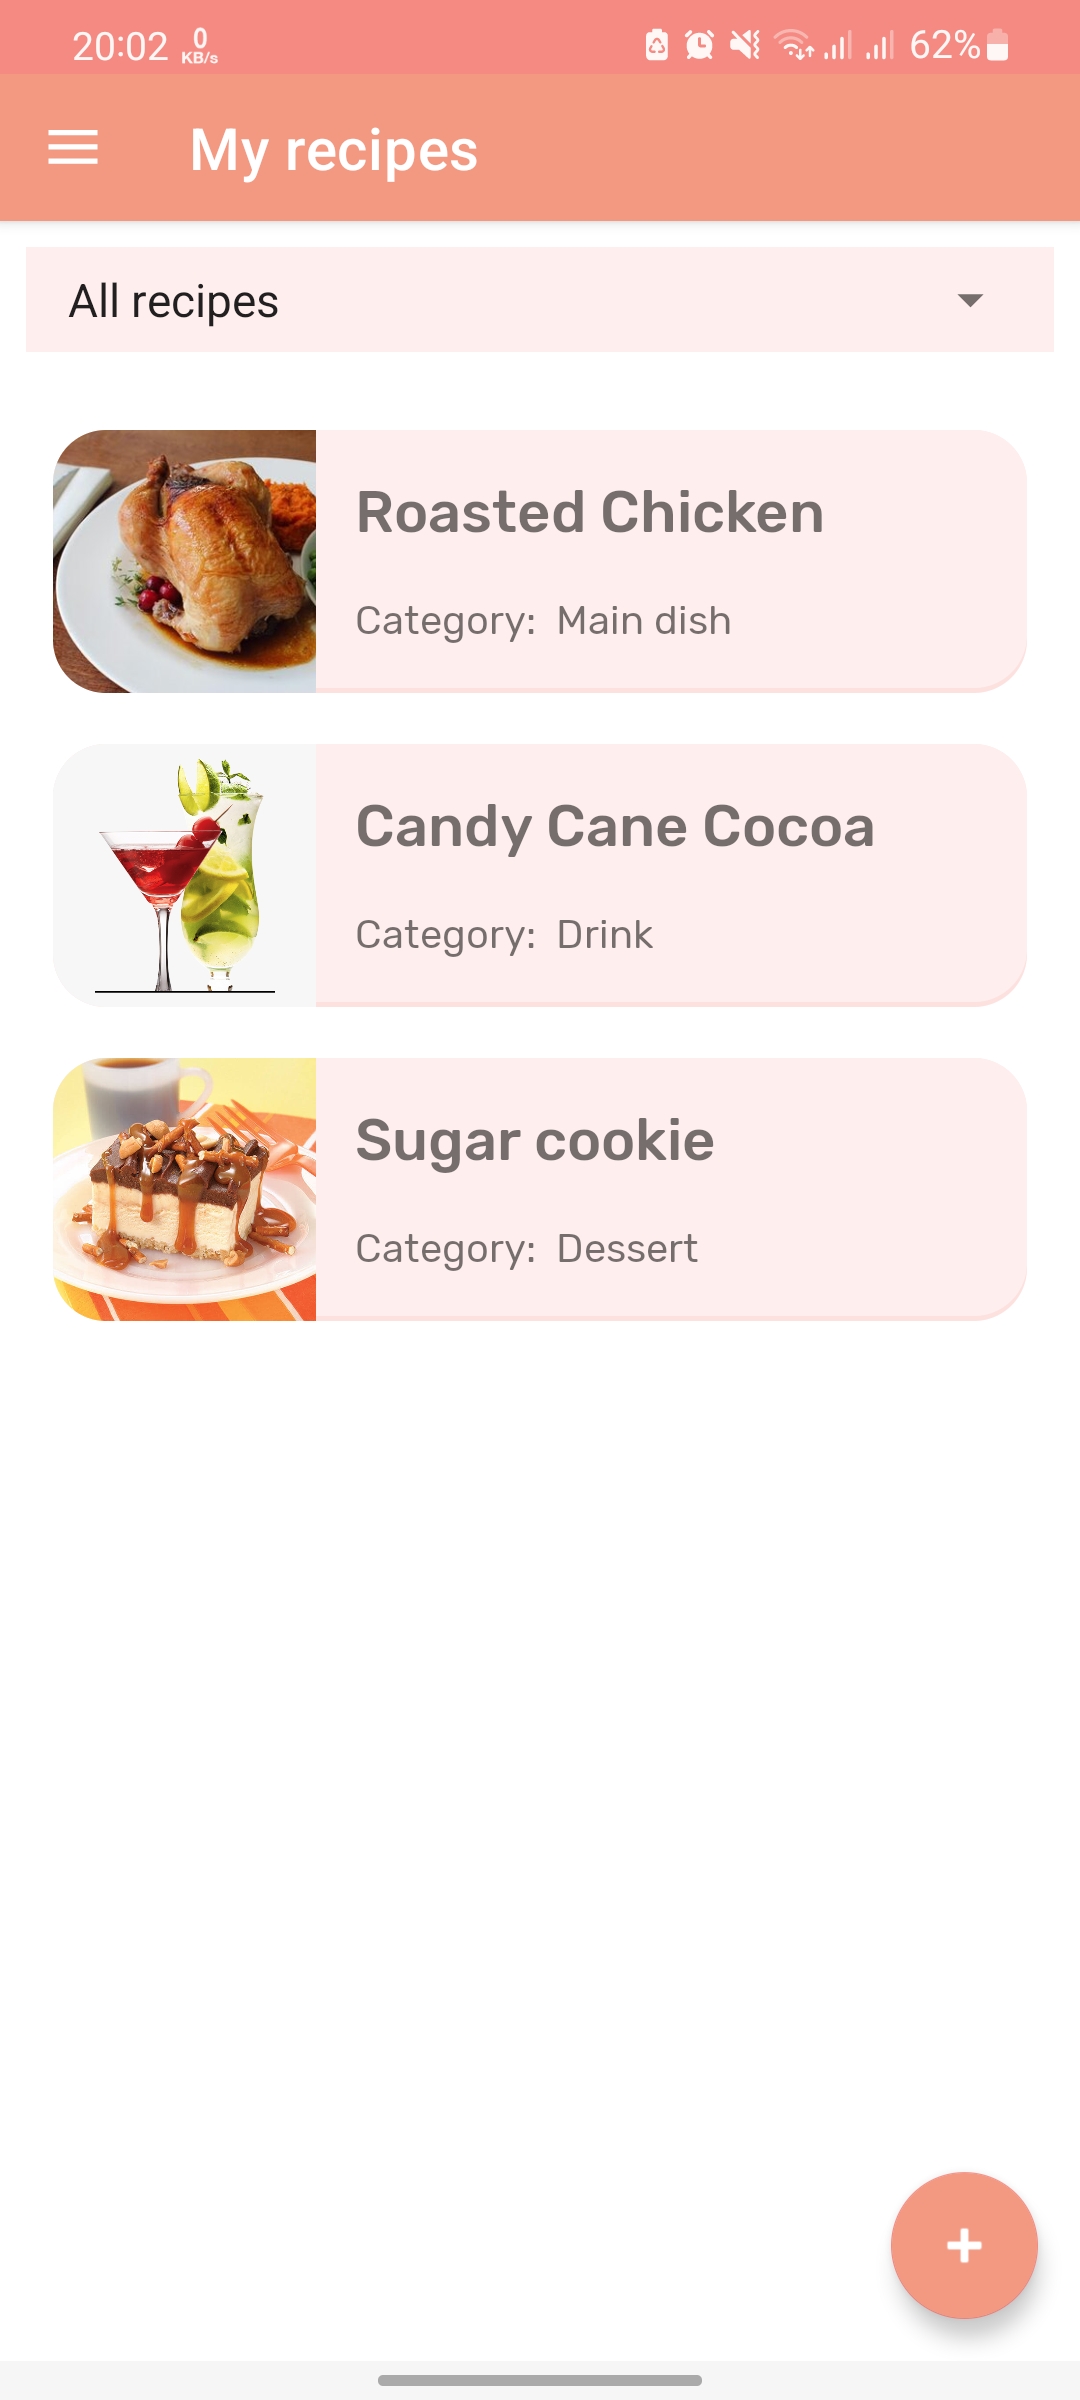 20:02 0 KB/s 62%
My recipes
All recipes
Roasted Chicken
Category: Main dish
Candy Cane Cocoa
Category: Drink
Sugar cookie
Category: Dessert